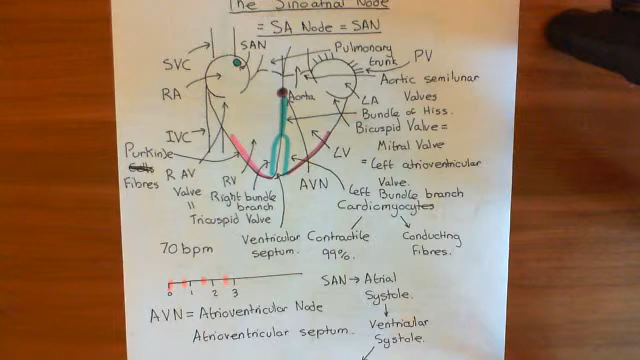 The Sinoatrial Node
= SA Node = SAN
SAN
Pulmonary
trunk
PV
SVC
Aortic semilunar
Valves
RA
Aorta
LA
Bundle of Hiss.
Bicuspid Valve =
Mitral Valve
= Left atrioventricular
Valve.
IVC
Purkinje
Cells
Fibres
R AV
Valve
=
Tricuspid Valve
RV
Right bundle
branch
LV
AVN
Left Bundle branch
Cardiomyocytes
Ventricular
septum.
Contractile
99%.
Conducting
Fibres.
70 bpm
0 1 2 3
SAN → Atrial
Systole.
Ventricular
Systole.
AVN = Atrioventricular Node
Atrioventricular septum.